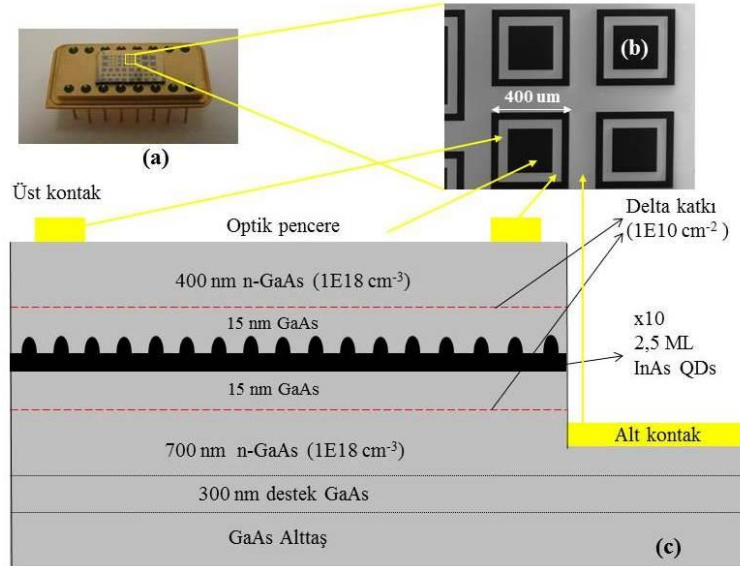 (a)
(b)
400 um
Üst kontak
Optik pencere
Delta katkı
(1E10 cm⁻² )
400 nm n-GaAs (1E18 cm⁻³)
15 nm GaAs
x10
2,5 ML
InAs QDs
15 nm GaAs
Alt kontak
700 nm n-GaAs (1E18 cm⁻³)
300 nm destek GaAs
GaAs Alttaş
(c)